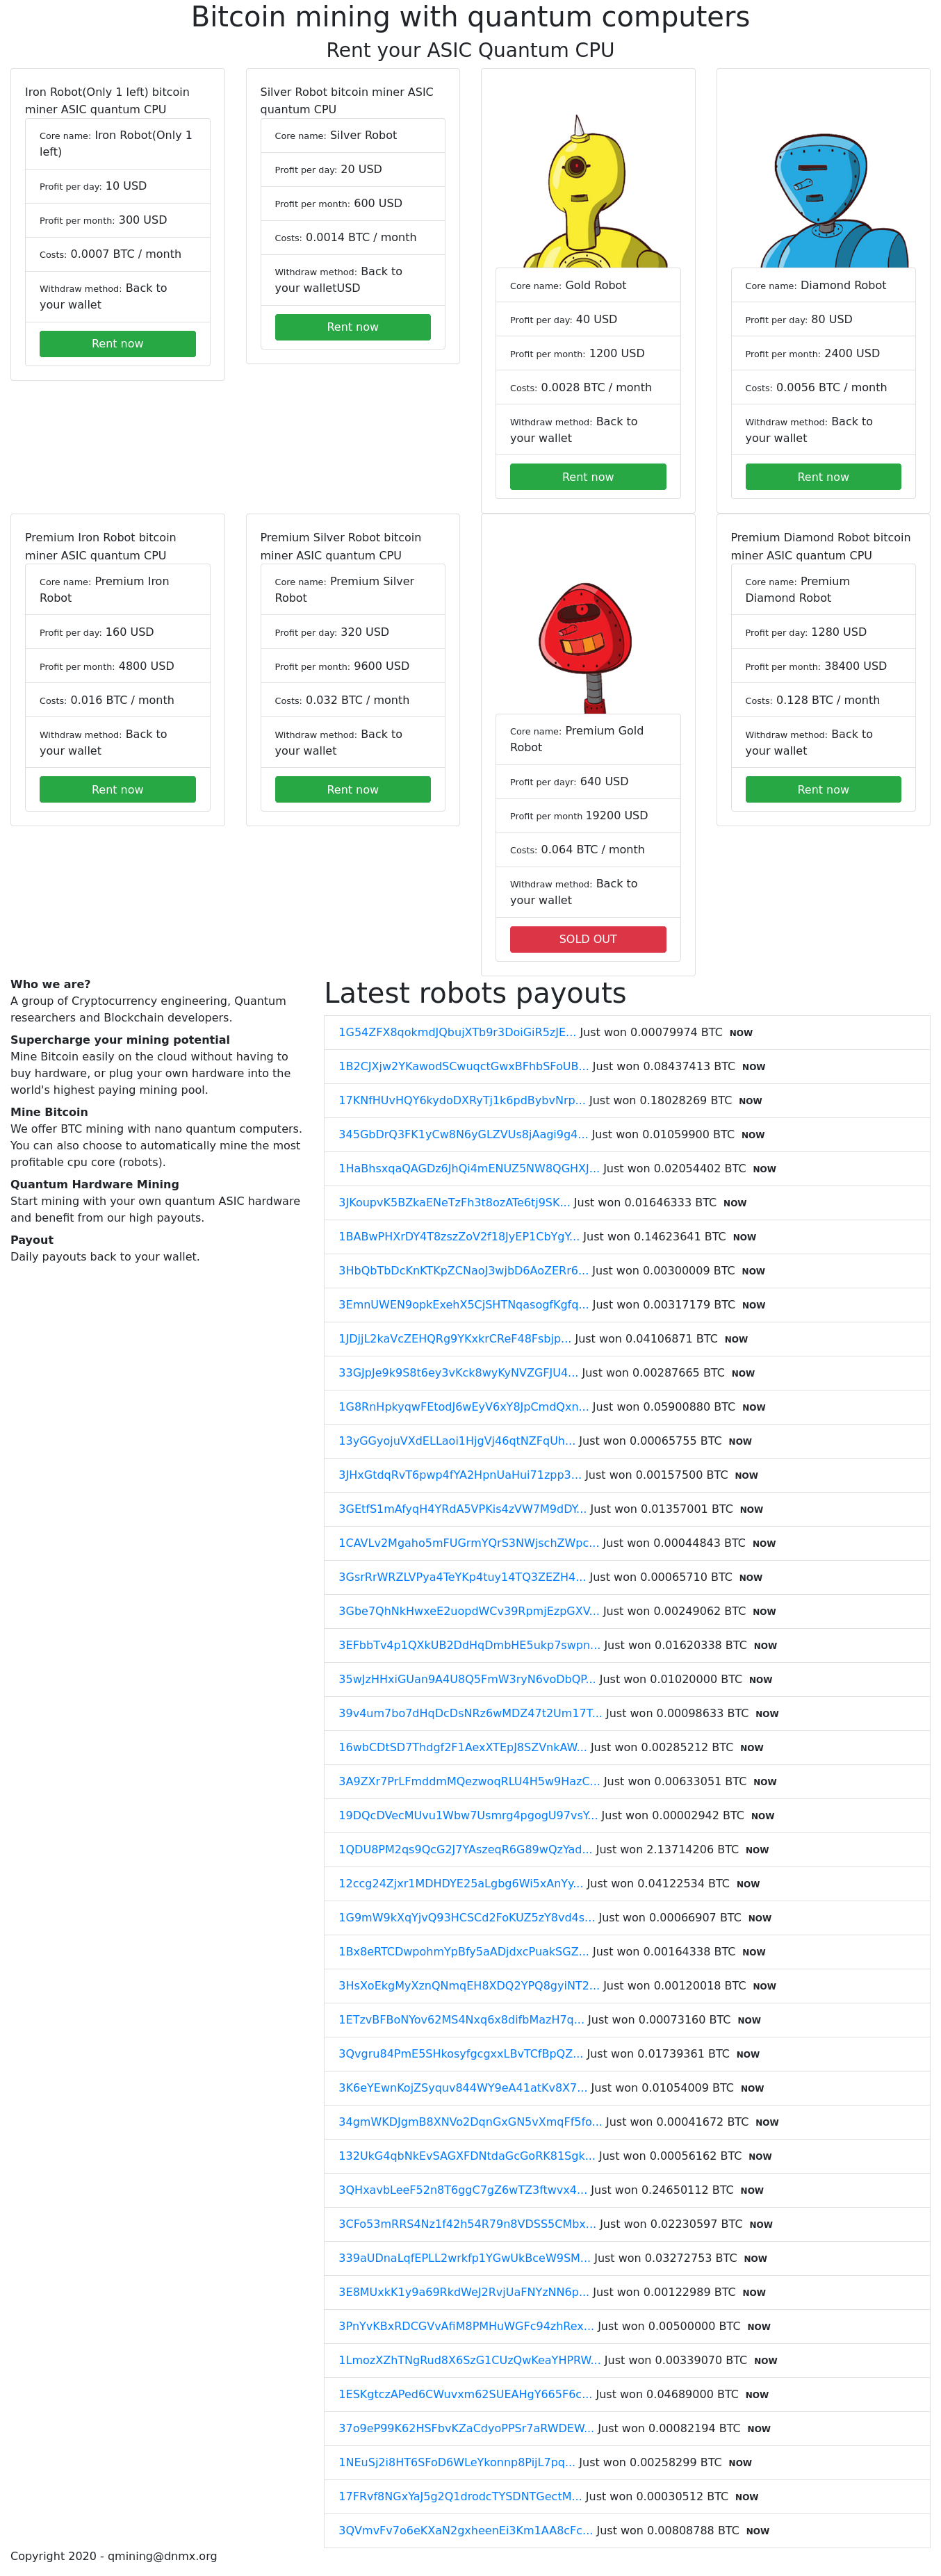 Bitcoin mining with quantum computers
Rent your ASIC Quantum CPU
Iron Robot(Only 1 left) bitcoin
miner ASIC quantum CPU
Core name: Iron Robot(Only 1
left)
Profit per day: 10 USD
Profit per month: 300 USD
Costs: 0.0007 BTC / month
Withdraw method: Back to
your wallet
Rent now
Silver Robot bitcoin miner ASIC
quantum CPU
Core name: Silver Robot
Profit per day: 20 USD
Profit per month: 600 USD
Costs: 0.0014 BTC / month
Withdraw method: Back to
your walletUSD
Rent now
Core name: Gold Robot
Profit per day: 40 USD
Profit per month: 1200 USD
Costs: 0.0028 BTC / month
Withdraw method: Back to
your wallet
Rent now
Core name: Diamond Robot
Profit per day: 80 USD
Profit per month: 2400 USD
Costs: 0.0056 BTC / month
Withdraw method: Back to
your wallet
Rent now
Premium Iron Robot bitcoin
miner ASIC quantum CPU
Core name: Premium Iron
Robot
Profit per day: 160 USD
Profit per month: 4800 USD
Costs: 0.016 BTC / month
Withdraw method: Back to
your wallet
Rent now
Premium Silver Robot bitcoin
miner ASIC quantum CPU
Core name: Premium Silver
Robot
Profit per day: 320 USD
Profit per month: 9600 USD
Costs: 0.032 BTC / month
Withdraw method: Back to
your wallet
Rent now
Core name: Premium Gold
Robot
Profit per dayr: 640 USD
Profit per month 19200 USD
Costs: 0.064 BTC / month
Withdraw method: Back to
your wallet
SOLD OUT
Premium Diamond Robot bitcoin
miner ASIC quantum CPU
Core name: Premium
Diamond Robot
Profit per day: 1280 USD
Profit per month: 38400 USD
Costs: 0.128 BTC / month
Withdraw method: Back to
your wallet
Rent now
Who we are?
A group of Cryptocurrency engineering, Quantum
researchers and Blockchain developers.
Supercharge your mining potential
Mine Bitcoin easily on the cloud without having to
buy hardware, or plug your own hardware into the
world's highest paying mining pool.
Mine Bitcoin
We offer BTC mining with nano quantum computers.
You can also choose to automatically mine the most
profitable cpu core (robots).
Quantum Hardware Mining
Start mining with your own quantum ASIC hardware
and benefit from our high payouts.
Payout
Daily payouts back to your wallet.
Latest robots payouts
1G54ZFX8qokmdJQbujXTb9r3DoiGiR5zJE... Just won 0.00079974 BTC NOW
1B2CJXjw2YKawodSCwuqctGwxBFhbSFoUB... Just won 0.08437413 BTC NOW
17KNfHUvHQY6kydoDXRyTj1k6pdBybvNrp... Just won 0.18028269 BTC NOW
345GbDrQ3FK1yCw8N6yGLZVUs8jAagi9g4... Just won 0.01059900 BTC NOW
1HaBhsxqaQAGDz6JhQi4mENUZ5NW8QGHXJ... Just won 0.02054402 BTC NOW
3JKoupvK5BZkaENeTzFh3t8ozATe6tj9SK... Just won 0.01646333 BTC NOW
1BABwPHXrDY4T8zszZoV2f18JyEP1CbYgY... Just won 0.14623641 BTC NOW
3HbQbTbDcKnKTKpZCNaoJ3wjbD6AoZERr6... Just won 0.00300009 BTC NOW
3EmnUWEN9opkExehX5CjSHTNqasogfKgfq... Just won 0.00317179 BTC NOW
1JDjjL2kaVcZEHQRg9YKxkrCReF48Fsbjp... Just won 0.04106871 BTC NOW
33GJpJe9k9S8t6ey3vKck8wyKyNVZGFJU4... Just won 0.00287665 BTC NOW
1G8RnHpkyqwFEtodJ6wEyV6xY8JpCmdQxn... Just won 0.05900880 BTC NOW
13yGGyojuVXdELLaoi1HjgVj46qtNZFqUh... Just won 0.00065755 BTC NOW
3JHxGtdqRvT6pwp4fYA2HpnUaHui71zpp3... Just won 0.00157500 BTC NOW
3GEtfS1mAfyqH4YRdA5VPKis4zVW7M9dDY... Just won 0.01357001 BTC NOW
1CAVLv2Mgaho5mFUGrmYQrS3NWjschZWpc... Just won 0.00044843 BTC NOW
3GsrRrWRZLVPya4TeYKp4tuy14TQ3ZEZH4... Just won 0.00065710 BTC NOW
3Gbe7QhNkHwxeE2uopdWCv39RpmjEzpGXV... Just won 0.00249062 BTC NOW
3EFbbTv4p1QXkUB2DdHqDmbHE5ukp7swpn... Just won 0.01620338 BTC NOW
35wJzHHxiGUan9A4U8Q5FmW3ryN6voDbQP... Just won 0.01020000 BTC NOW
39v4um7bo7dHqDcDsNRz6wMDZ47t2Um17T... Just won 0.00098633 BTC NOW
16wbCDtSD7Thdgf2F1AexXTEpJ8SZVnkAW... Just won 0.00285212 BTC NOW
3A9ZXr7PrLFmddmMQezwoqRLU4H5w9HazC... Just won 0.00633051 BTC NOW
19DQcDVecMUvu1Wbw7Usmrg4pgogU97vsY... Just won 0.00002942 BTC NOW
1QDU8PM2qs9QcG2J7YAszeqR6G89wQzYad... Just won 2.13714206 BTC NOW
12ccg24Zjxr1MDHDYE25aLgbg6Wi5xAnYy... Just won 0.04122534 BTC NOW
1G9mW9kXqYjvQ93HCSCd2FoKUZ5zY8vd4s... Just won 0.00066907 BTC NOW
1Bx8eRTCDwpohmYpBfy5aADjdxcPuakSGZ... Just won 0.00164338 BTC NOW
3HsXoEkgMyXznQNmqEH8XDQ2YPQ8gyiNT2... Just won 0.00120018 BTC NOW
1ETzvBFBoNYov62MS4Nxq6x8difbMazH7q... Just won 0.00073160 BTC NOW
3Qvgru84PmE5SHkosyfgcgxxLBvTCfBpQZ... Just won 0.01739361 BTC NOW
3K6eYEwnKojZSyquv844WY9eA41atKv8X7... Just won 0.01054009 BTC NOW
34gmWKDJgmB8XNVo2DqnGxGN5vXmqFf5fo... Just won 0.00041672 BTC NOW
132UkG4qbNkEvSAGXFDNtdaGcGoRK81Sgk... Just won 0.00056162 BTC NOW
3QHxavbLeeF52n8T6ggC7gZ6wTZ3ftwvx4... Just won 0.24650112 BTC NOW
3CFo53mRRS4Nz1f42h54R79n8VDSS5CMbx... Just won 0.02230597 BTC NOW
339aUDnaLqfEPLL2wrkfp1YGwUkBceW9SM... Just won 0.03272753 BTC NOW
3E8MUxkK1y9a69RkdWeJ2RvjUaFNYzNN6p... Just won 0.00122989 BTC NOW
3PnYvKBxRDCGVvAfiM8PMHuWGFc94zhRex... Just won 0.00500000 BTC NOW
1LmozXZhTNgRud8X6SzG1CUzQwKeaYHPRW... Just won 0.00339070 BTC NOW
1ESKgtczAPed6CWuvxm62SUEAHgY665F6c... Just won 0.04689000 BTC NOW
37o9eP99K62HSFbvKZaCdyoPPSr7aRWDEW... Just won 0.00082194 BTC NOW
1NEuSj2i8HT6SFoD6WLeYkonnp8PijL7pq... Just won 0.00258299 BTC NOW
17FRvf8NGxYaJ5g2Q1drodcTYSDNTGectM... Just won 0.00030512 BTC NOW
3QVmvFv7o6eKXaN2gxheenEi3Km1AA8cFc... Just won 0.00808788 BTC NOW
Copyright 2020 - qmining@dnmx.org